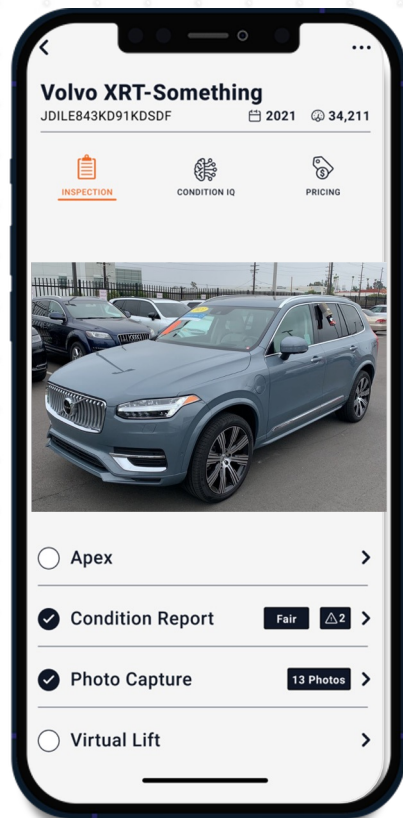 Volvo XRT-Something
JDILE843KD91KDSDF 2021 34,211
INSPECTION CONDITION IQ PRICING
Apex
Condition Report Fair 2
Photo Capture 13 Photos
Virtual Lift